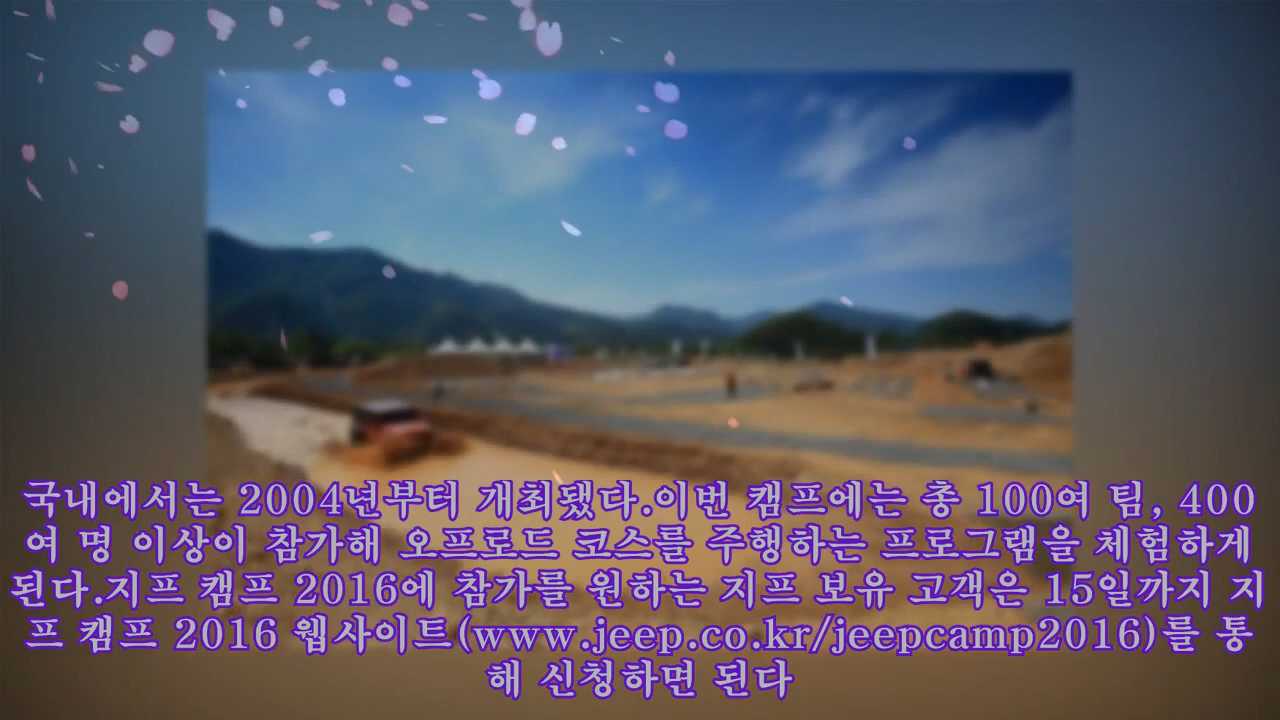 국내에서는 2004년부터 개최됐다.이번 캠프에는 총 100여 팀, 400
여 명 이상이 참가해 오프로드 코스를 주행하는 프로그램을 체험하게
된다.지프 캠프 2016에 참가를 원하는 지프 보유 고객은 15일까지 지
프 캠프 2016 웹사이트(www.jeep.co.kr/jeepcamp2016)를 통
해 신청하면 된다